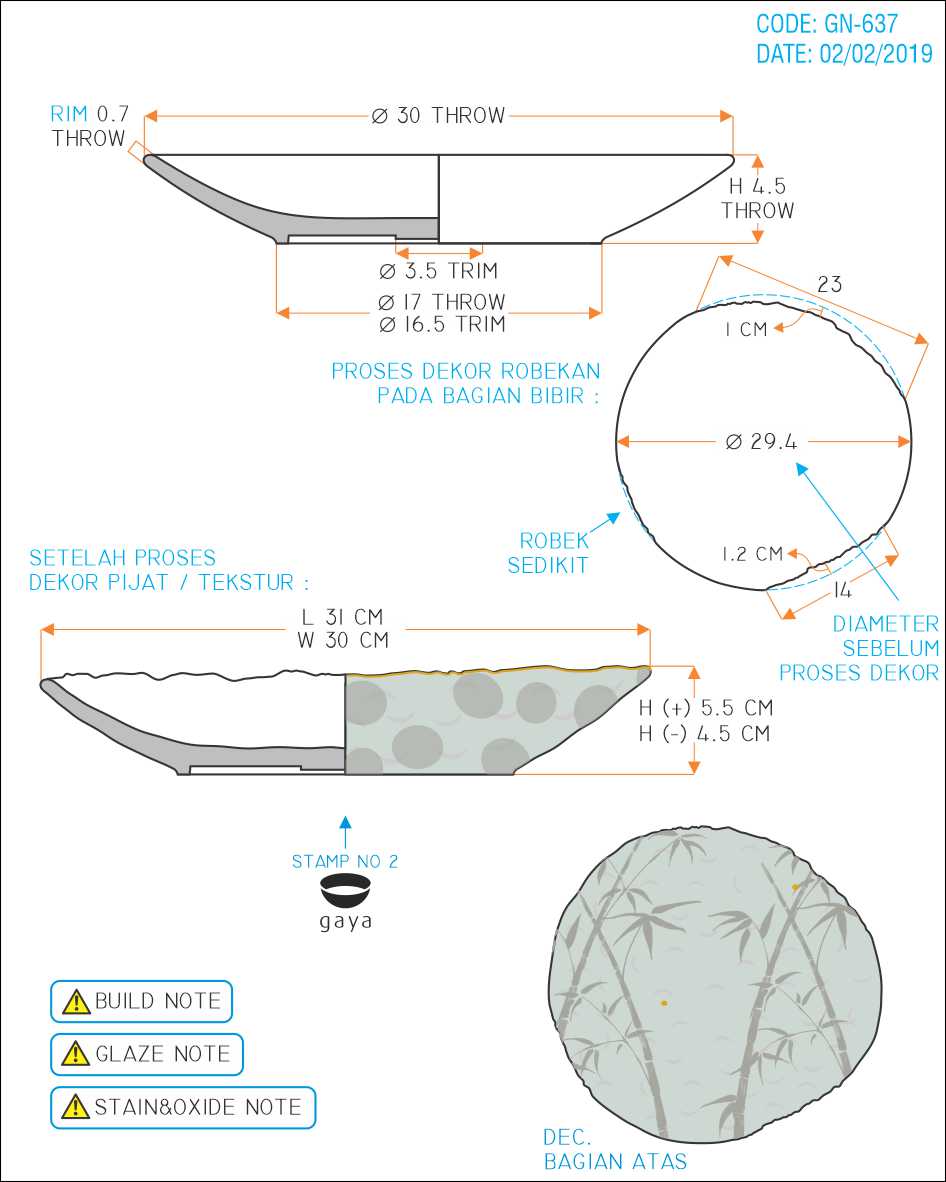 CODE: GN-637
DATE: 02/02/2019
RIM 0.7
THROW
Ø 30 THROW
H 4.5
THROW
Ø 3.5 TRIM
Ø 17 THROW
Ø 16.5 TRIM
23
1 CM
PROSES DEKOR ROBEKAN
PADA BAGIAN BIBIR :
Ø 29.4
ROBEK
SEDIKIT
1.2 CM
14
DIAMETER
SEBELUM
PROSES DEKOR
SETELAH PROSES
DEKOR PIJAT / TEKSTUR :
L 31 CM
W 30 CM
H (+) 5.5 CM
H (-) 4.5 CM
STAMP NO 2
gaya
BUILD NOTE
GLAZE NOTE
STAIN&OXIDE NOTE
DEC.
BAGIAN ATAS